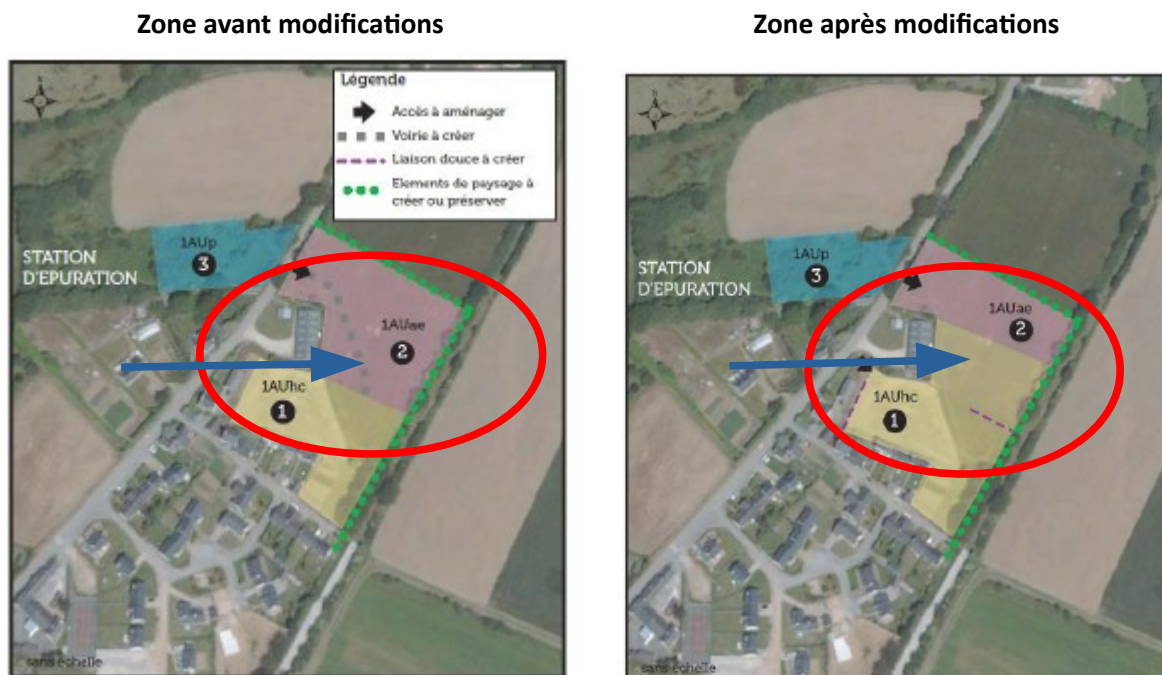 Zone avant modifications
Zone après modifications
N
Légende
Accès à aménager
Voirie à créer
Liaison douce à créer
Elements de paysage à
créer ou préserver
1AUp
3
STATION
D'EPURATION
1AUae
2
1AUhc
1
sans échelle
N
1AUp
3
STATION
D'EPURATION
1AUae
2
1AUhc
1
sans échelle